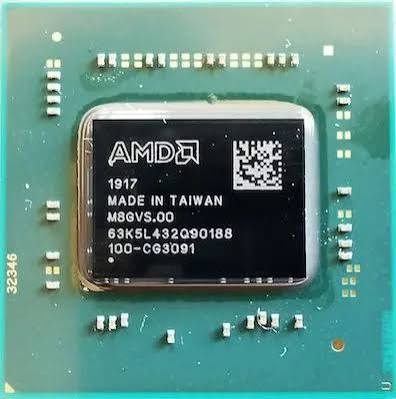 AMD
1917
MADE IN TAIWAN
M8GVS.00
63K5L432Q90188
100-CG3091
32346
U